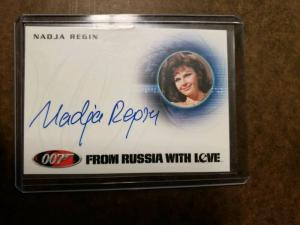 NADJA REGIN
Nadja Regin
007 FROM RUSSIA WITH LOVE